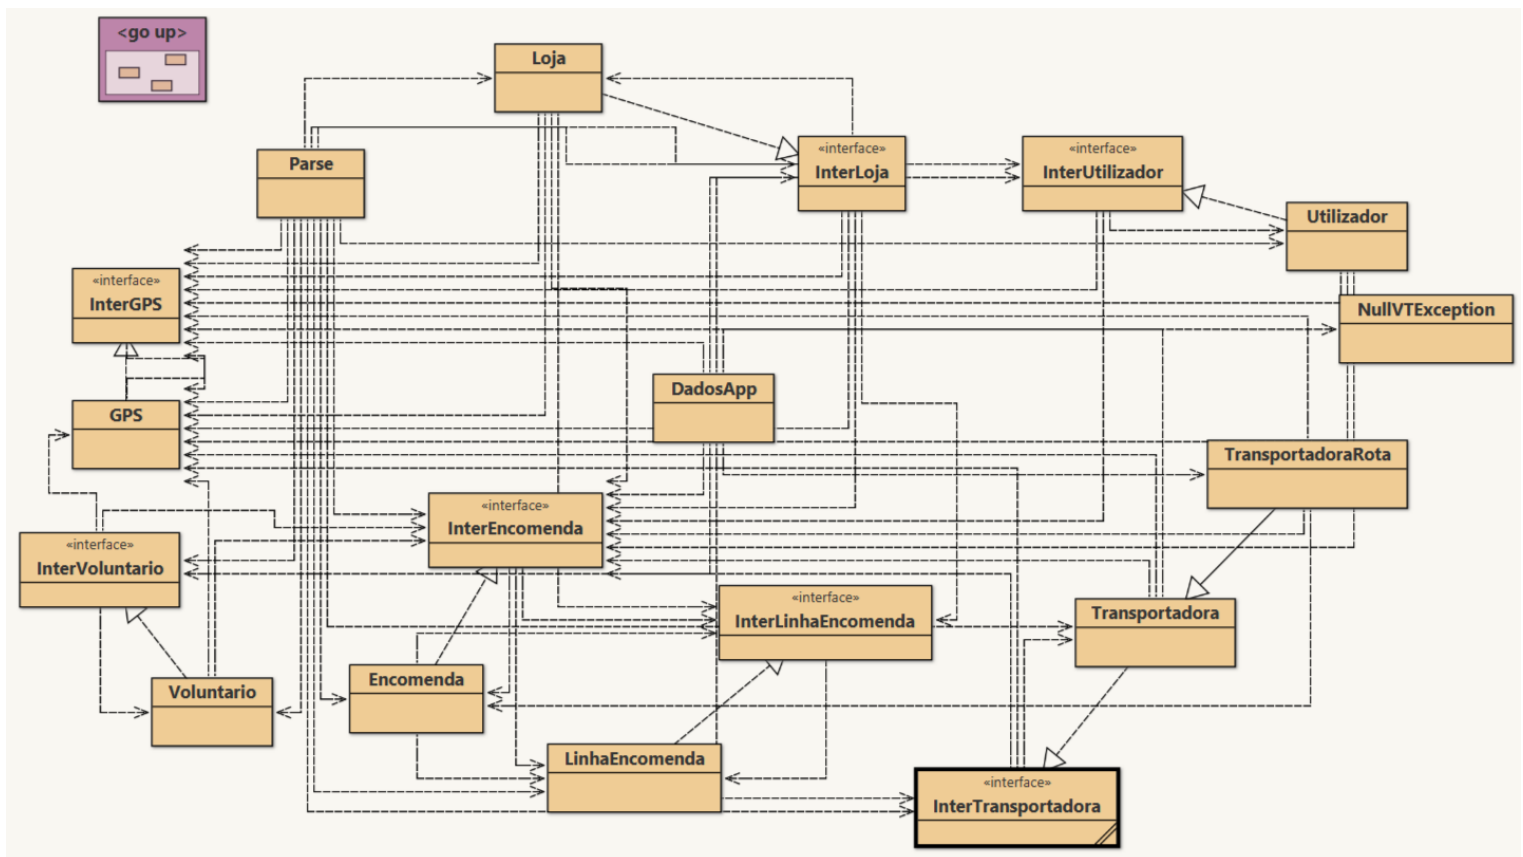 <go up>
Loja
Parse
«interface»
InterLoja
«interface»
InterUtilizador
Utilizador
«interface»
InterGPS
NullVTException
DadosApp
GPS
TransportadoraRota
«interface»
InterEncomenda
«interface»
InterVoluntario
«interface»
InterLinhaEncomenda
Transportadora
Encomenda
Voluntario
LinhaEncomenda
«interface»
InterTransportadora